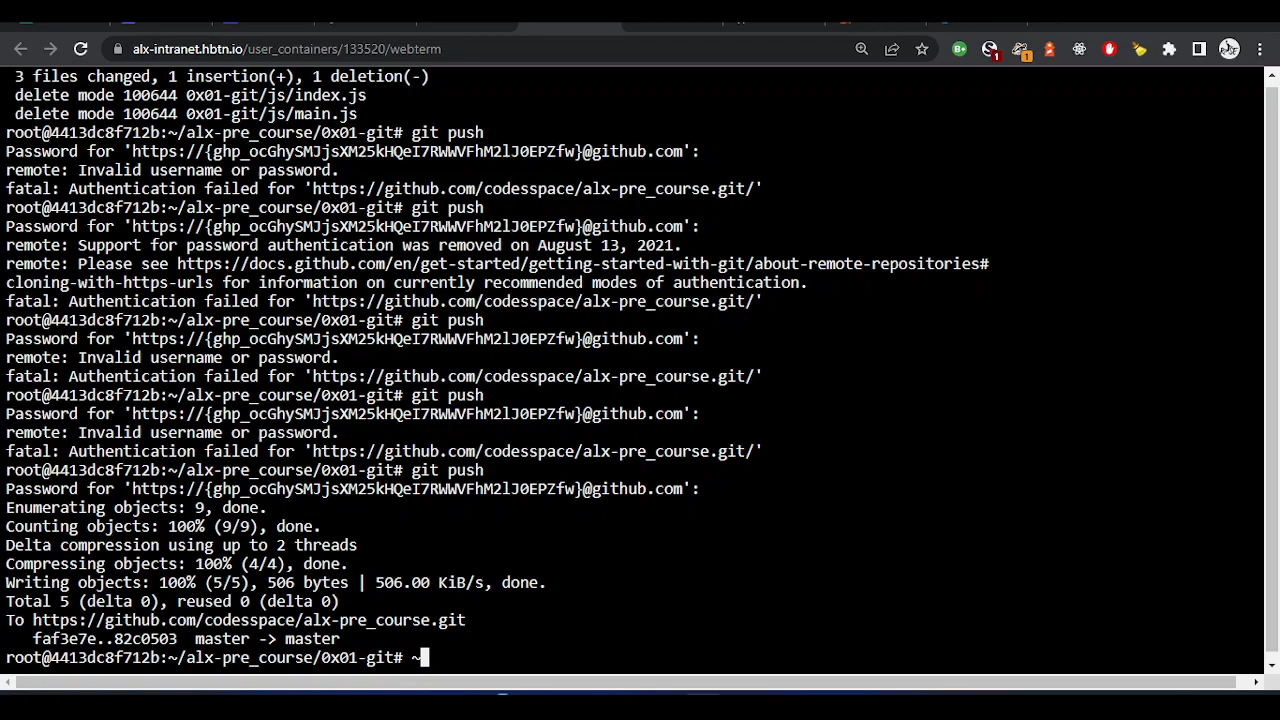 alx-intranet.hbtn.io/user_containers/133520/webterm
3 files changed, 1 insertion(+), 1 deletion(-)
delete mode 100644 0x01-git/js/index.js
delete mode 100644 0x01-git/js/main.js
root@4413dc8f712b:~/alx-pre_course/0x01-git# git push
Password for 'https://{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}@github.com':
remote: Invalid username or password.
fatal: Authentication failed for 'https://github.com/codesspace/alx-pre_course.git/'
root@4413dc8f712b:~/alx-pre_course/0x01-git# git push
Password for 'https://{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}@github.com':
remote: Support for password authentication was removed on August 13, 2021.
remote: Please see https://docs.github.com/en/get-started/getting-started-with-git/about-remote-repositories#
cloning-with-https-urls for information on currently recommended modes of authentication.
fatal: Authentication failed for 'https://github.com/codesspace/alx-pre_course.git/'
root@4413dc8f712b:~/alx-pre_course/0x01-git# git push
Password for 'https://{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}@github.com':
remote: Invalid username or password.
fatal: Authentication failed for 'https://github.com/codesspace/alx-pre_course.git/'
root@4413dc8f712b:~/alx-pre_course/0x01-git# git push
Password for 'https://{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}@github.com':
remote: Invalid username or password.
fatal: Authentication failed for 'https://github.com/codesspace/alx-pre_course.git/'
root@4413dc8f712b:~/alx-pre_course/0x01-git# git push
Password for 'https://{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}@github.com':
Enumerating objects: 9, done.
Counting objects: 100% (9/9), done.
Delta compression using up to 2 threads
Compressing objects: 100% (4/4), done.
Writing objects: 100% (5/5), 506 bytes | 506.00 KiB/s, done.
Total 5 (delta 0), reused 0 (delta 0)
To https://github.com/codesspace/alx-pre_course.git
faf3e7e..82c0503 master -> master
root@4413dc8f712b:~/alx-pre_course/0x01-git# ~